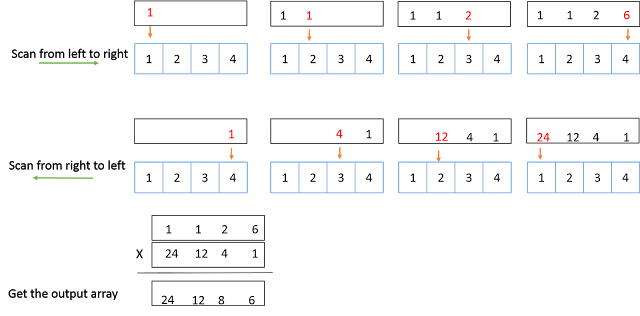 1 1 1 1 1 2 1 1 2 6
Scan from left to right 1 2 3 4 1 2 3 4 1 2 3 4 1 2 3 4
1 4 1 12 4 1 24 12 4 1
Scan from right to left 1 2 3 4 1 2 3 4 1 2 3 4 1 2 3 4
1 1 2 6
X 24 12 4 1
Get the output array 24 12 8 6